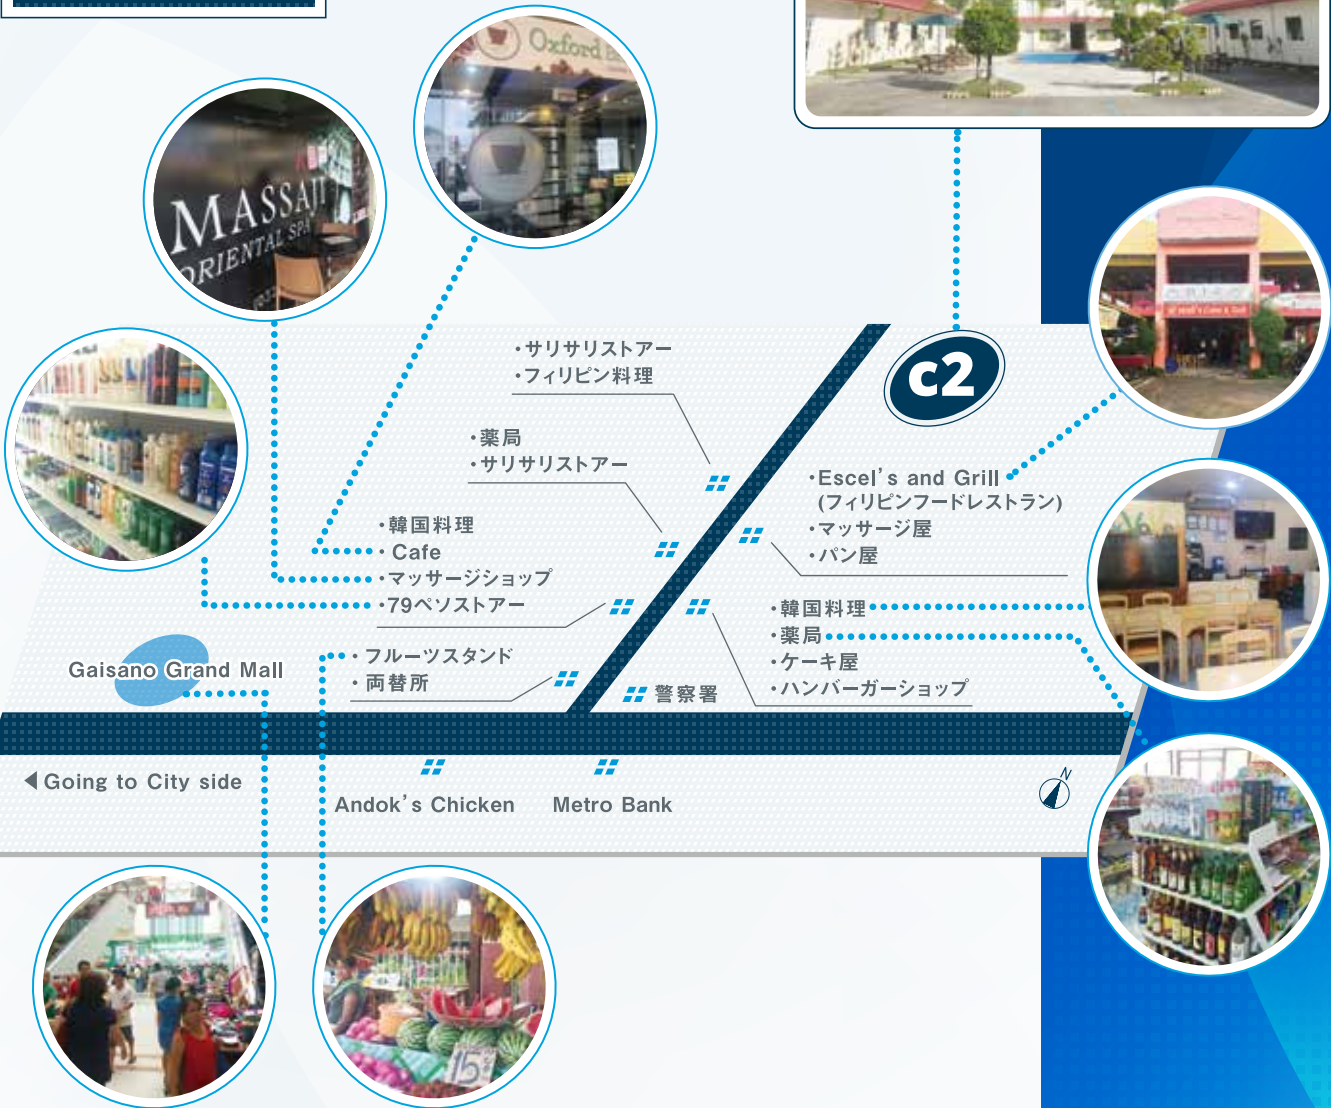 Oxford
MASSAJI
ORIENTAL SPA
c2
・サリサリストアー
・フィリピン料理
・薬局
・サリサリストアー
・韓国料理
・Cafe
・マッサージショップ
・79ペソストアー
・フルーツスタンド
・両替所
Gaisano Grand Mall
警察署
・Escel's and Grill
(フィリピンフードレストラン)
・マッサージ屋
・パン屋
・韓国料理
・薬局
・ケーキ屋
・ハンバーガーショップ
Going to City side
Andok's Chicken
Metro Bank
N
15